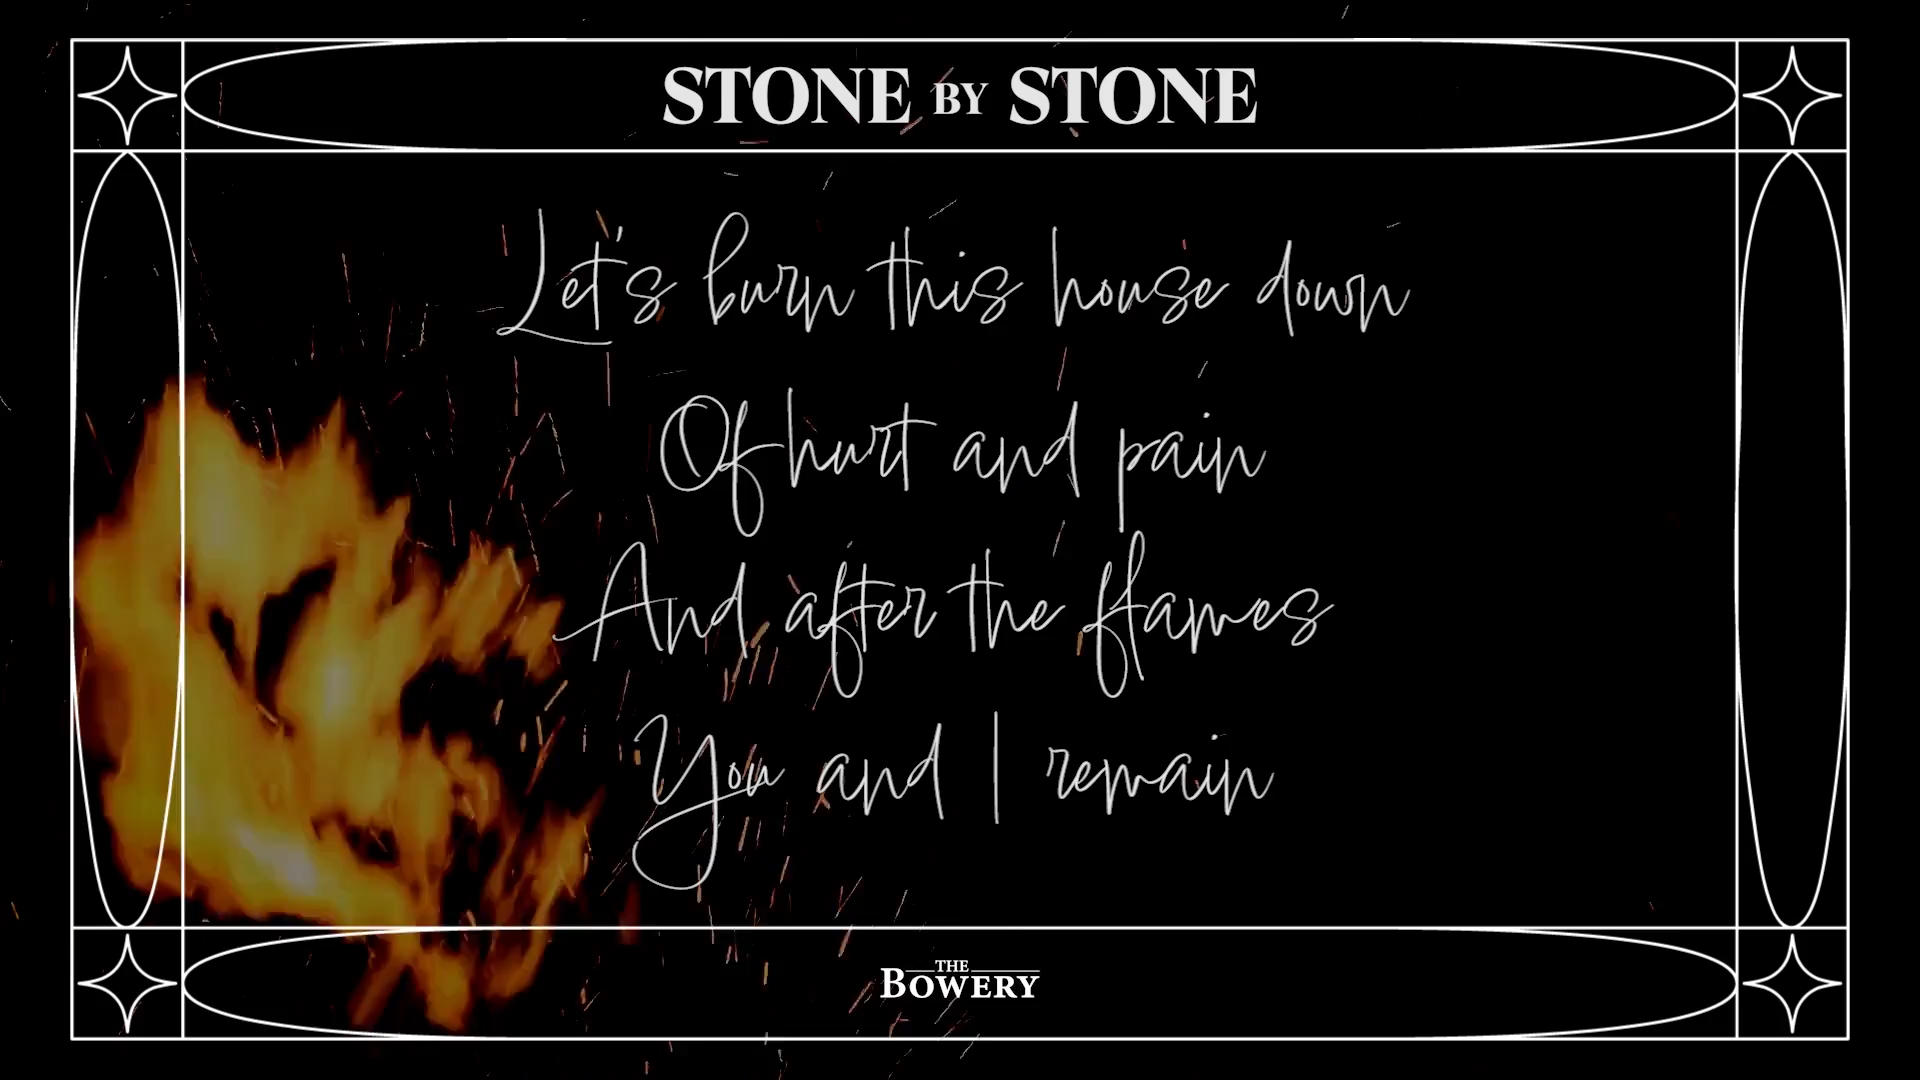 STONE BY STONE
Let's burn this house down
Of hurt and pain
And after the flames
You and I remain
THE
BOWERY